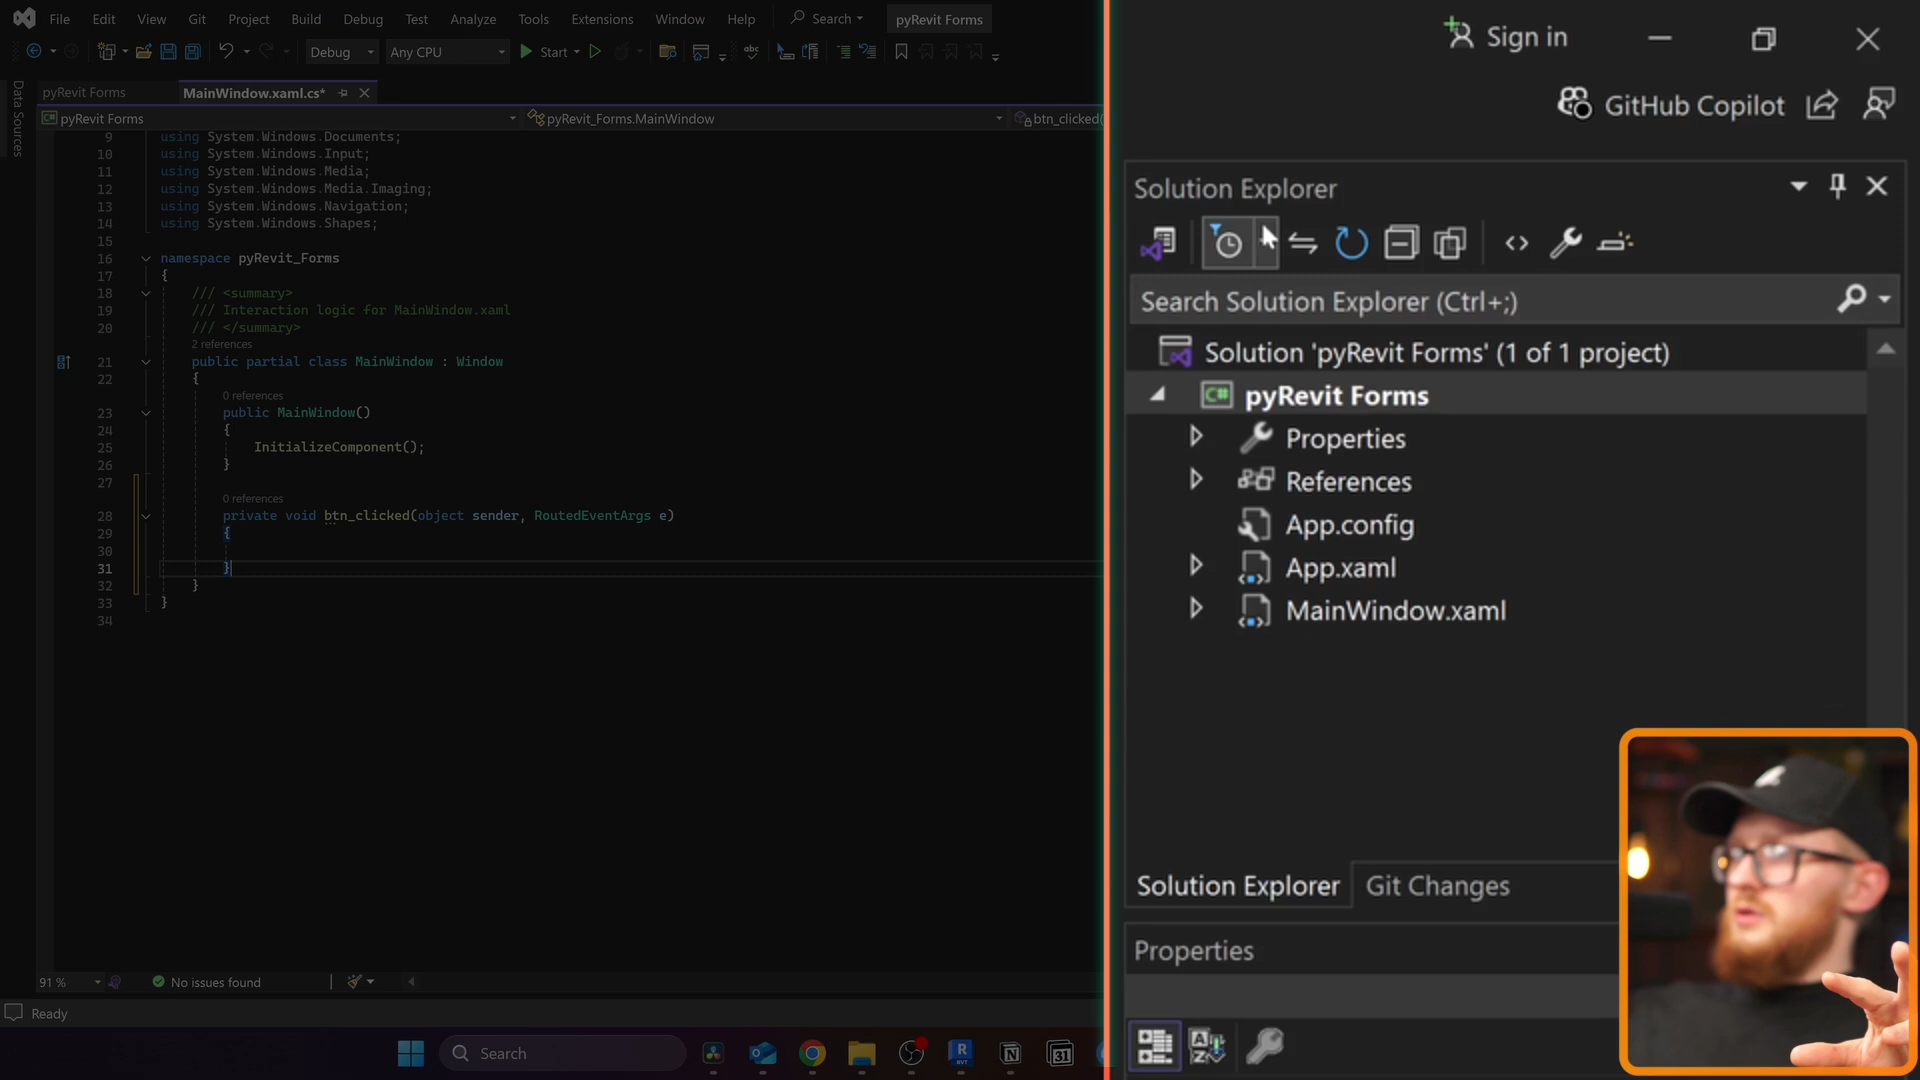 File Edit View Git Project Build Debug Test Analyze Tools Extensions Window Help Search pyRevit Forms
Debug Any CPU Start
Data Sources
pyRevit Forms MainWindow.xaml.cs*
pyRevit Forms pyRevit_Forms.MainWindow btn_clicked(
9 using System.Windows.Documents;
10 using System.Windows.Input;
11 using System.Windows.Media;
12 using System.Windows.Media.Imaging;
13 using System.Windows.Navigation;
14 using System.Windows.Shapes;
15
16 namespace pyRevit_Forms
17 {
18 /// <summary>
19 /// Interaction logic for MainWindow.xaml
20 /// </summary>
2 references
21 public partial class MainWindow : Window
22 {
0 references
23 public MainWindow()
24 {
25 InitializeComponent();
26 }
27
0 references
28 private void btn_clicked(object sender, RoutedEventArgs e)
29 {
30
31 }
32 }
33 }
34
91 % No issues found
Ready
Search
Sign in
GitHub Copilot
Solution Explorer
Search Solution Explorer (Ctrl+;)
Solution 'pyRevit Forms' (1 of 1 project)
C# pyRevit Forms
Properties
References
App.config
App.xaml
MainWindow.xaml
Solution Explorer Git Changes
Properties